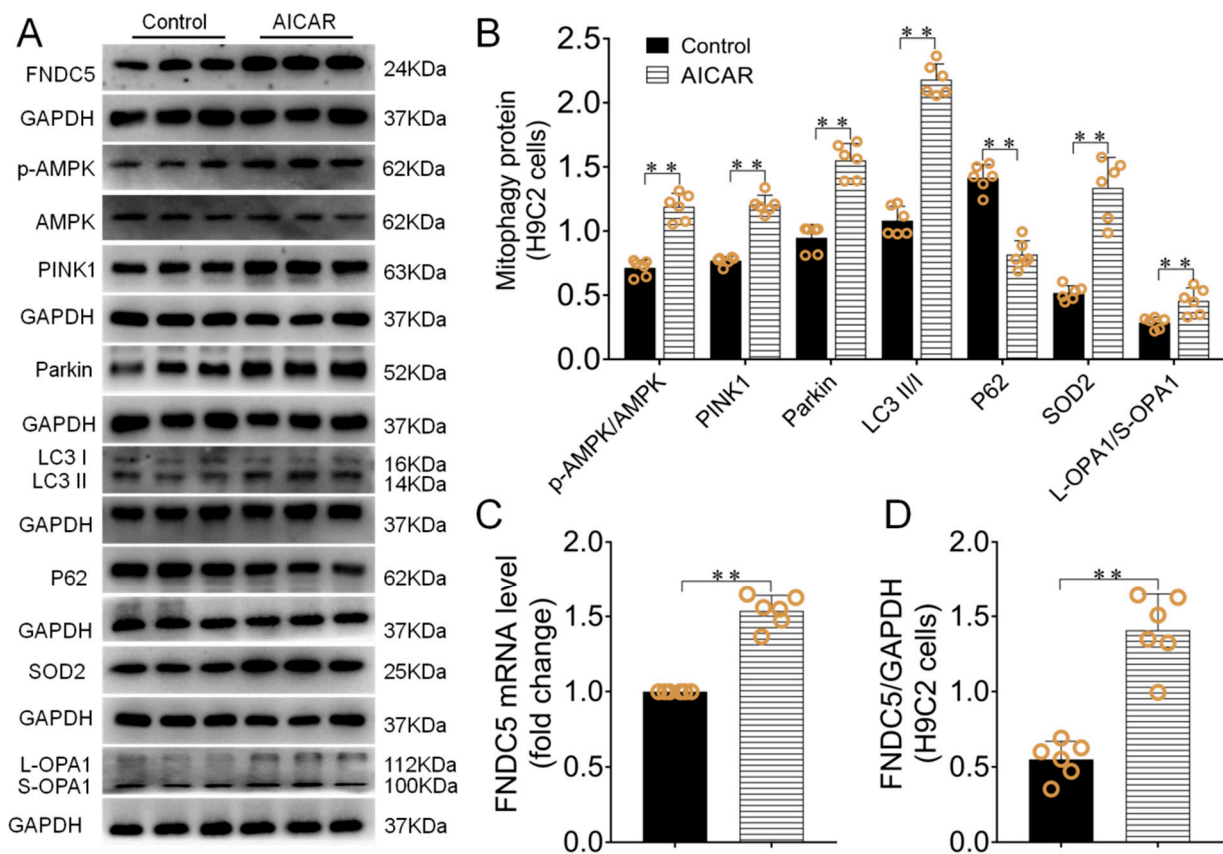 A
Control AICAR
FNDC5 24KDa
GAPDH 37KDa
p-AMPK 62KDa
AMPK 62KDa
PINK1 63KDa
GAPDH 37KDa
Parkin 52KDa
GAPDH 37KDa
LC3 I 16KDa
LC3 II 14KDa
GAPDH 37KDa
P62 62KDa
GAPDH 37KDa
SOD2 25KDa
GAPDH 37KDa
L-OPA1 112KDa
S-OPA1 100KDa
GAPDH 37KDa
B
Mitophagy protein
(H9C2 cells)
2.5
2.0
1.5
1.0
0.5
0.0
Control
AICAR
** ** ** ** ** ** **
p-AMPK/AMPK
PINK1
Parkin
LC3 II/I
P62
SOD2
L-OPA1/S-OPA1
C
FNDC5 mRNA level
(fold change)
2.0
1.5
1.0
0.5
0.0
**
D
FNDC5/GAPDH
(H9C2 cells)
2.0
1.5
1.0
0.5
0.0
**